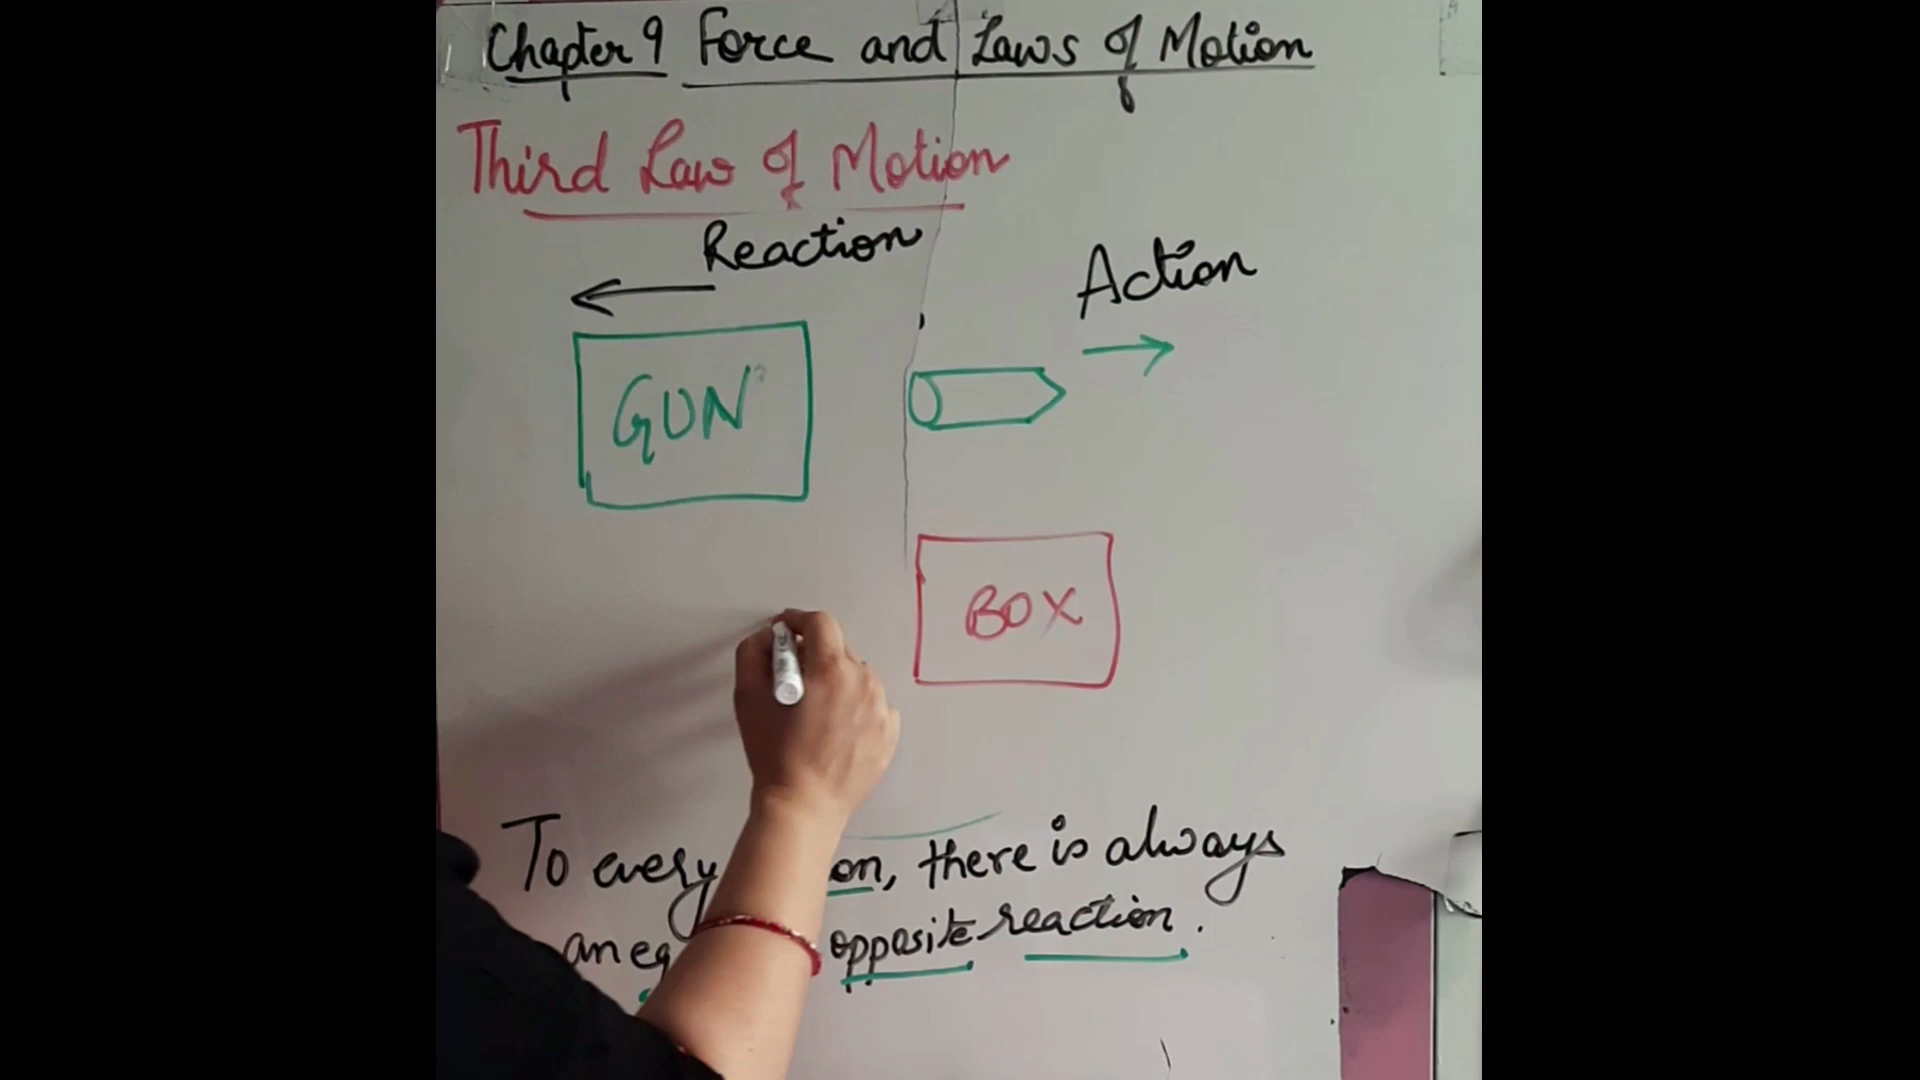 Chapter 9 Force and Laws of Motion
Third Law of Motion
Reaction
Action
GUN
BOX
To every on, there is always
an eq opposite reaction.